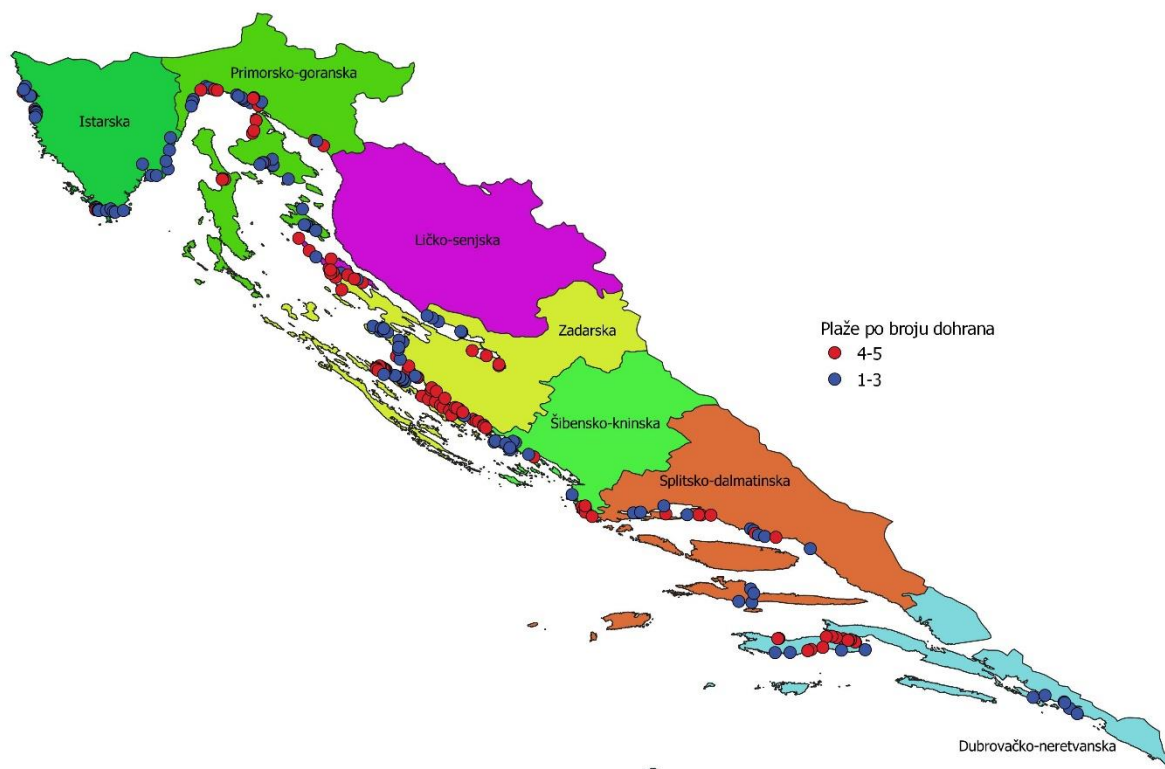 Primorsko-goranska
Istarska
Ličko-senjska
Zadarska
Plaže po broju dohrana
4-5
1-3
Šibensko-kninska
Splitsko-dalmatinska
Dubrovačko-neretvanska